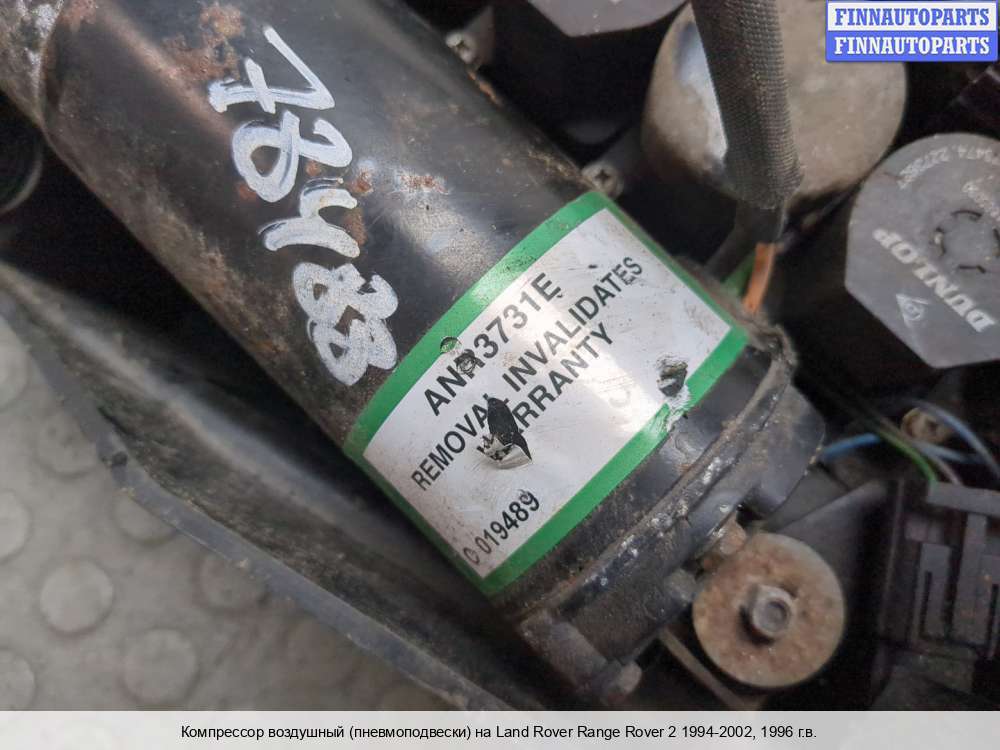 FINNAUTOPARTS
FINNAUTOPARTS
ANR3731E
REMOVAL INVALIDATES
WARRANTY
C 019489
DUNLOP
Компрессор воздушный (пневмоподвески) на Land Rover Range Rover 2 1994-2002, 1996 г.в.